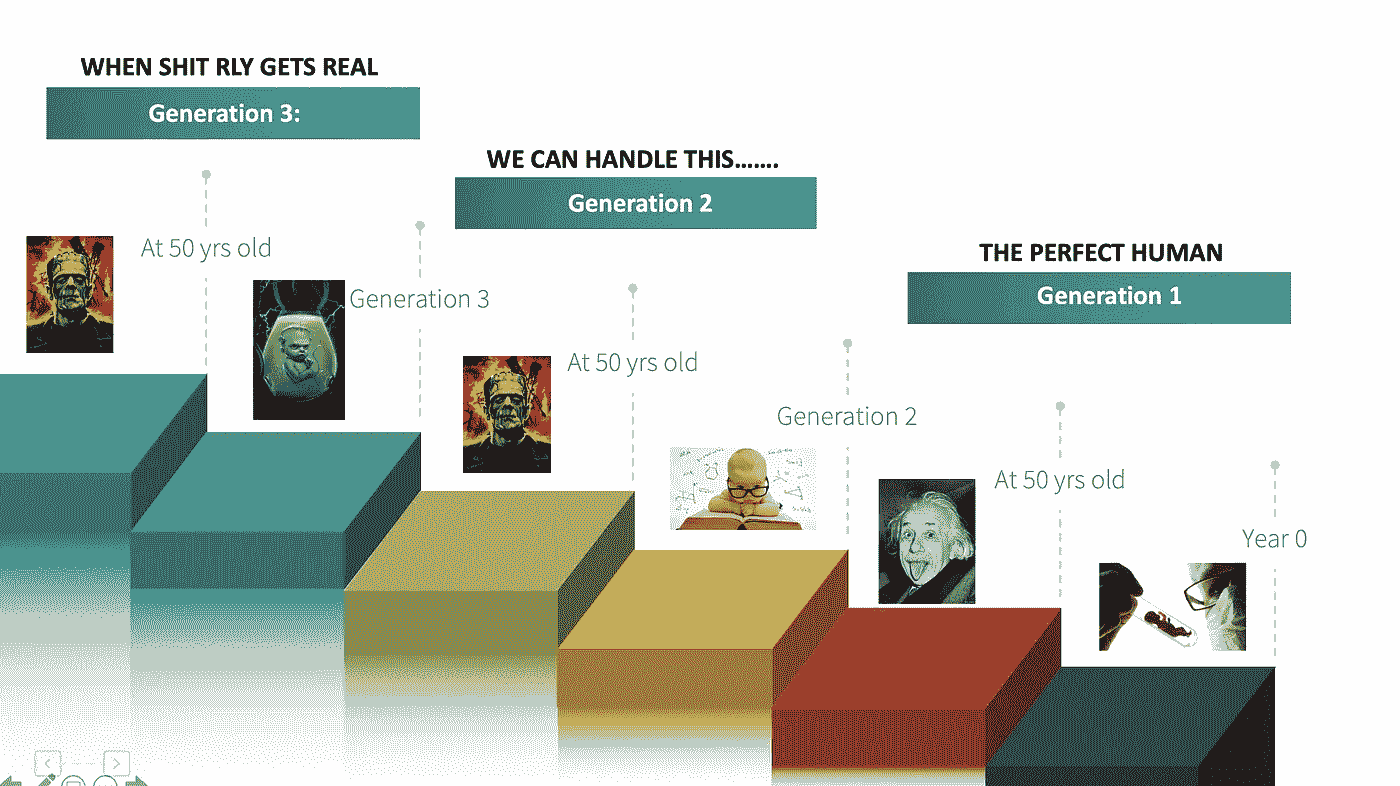 WHEN SHIT RLY GETS REAL
Generation 3:
WE CAN HANDLE THIS…….
Generation 2
THE PERFECT HUMAN
Generation 1
At 50 yrs old
Generation 3
At 50 yrs old
Generation 2
At 50 yrs old
Year 0